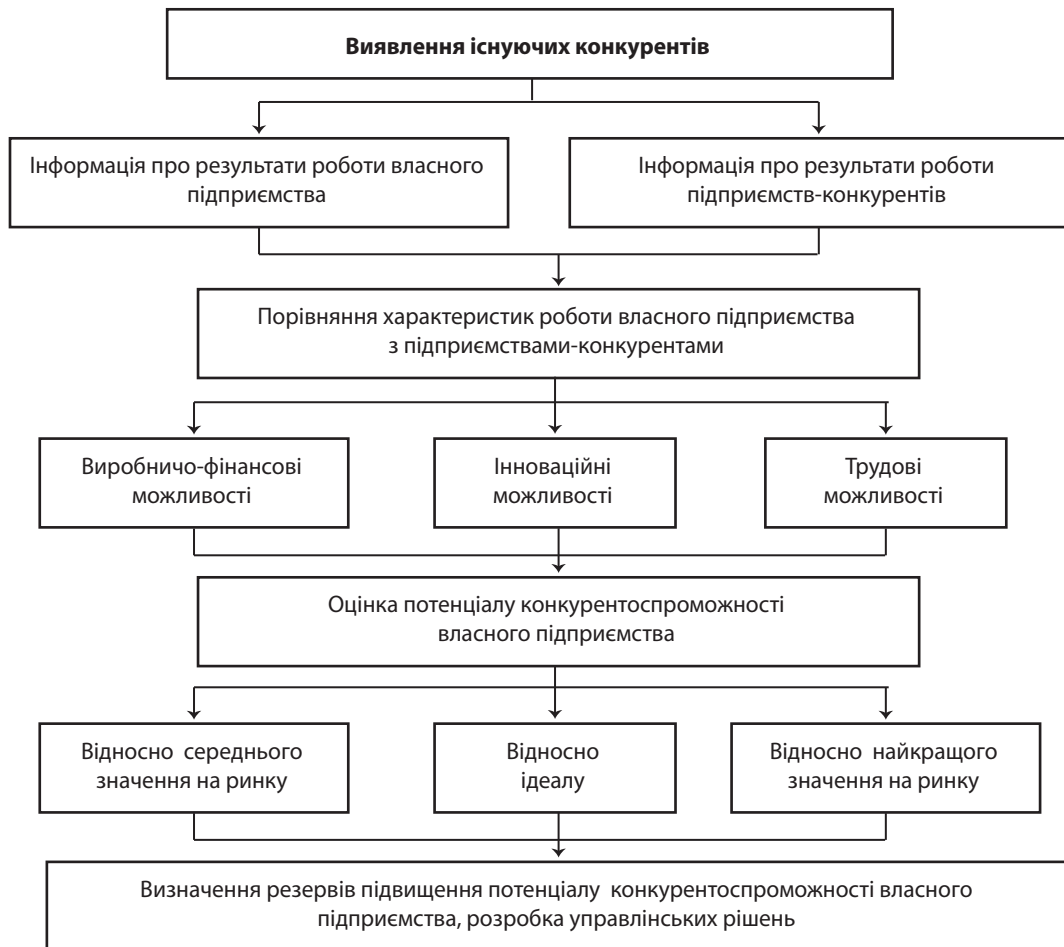 Виявлення існуючих конкурентів
Інформація про результати роботи власного
підприємства
Інформація про результати роботи
підприємств-конкурентів
Порівняння характеристик роботи власного підприємства
з підприємствами-конкурентами
Виробничо-фінансові
можливості
Інноваційні
можливості
Трудові
можливості
Оцінка потенціалу конкурентоспроможності
власного підприємства
Відносно середнього
значення на ринку
Відносно
ідеалу
Відносно найкращого
значення на ринку
Визначення резервів підвищення потенціалу конкурентоспроможності власного
підприємства, розробка управлінських рішень